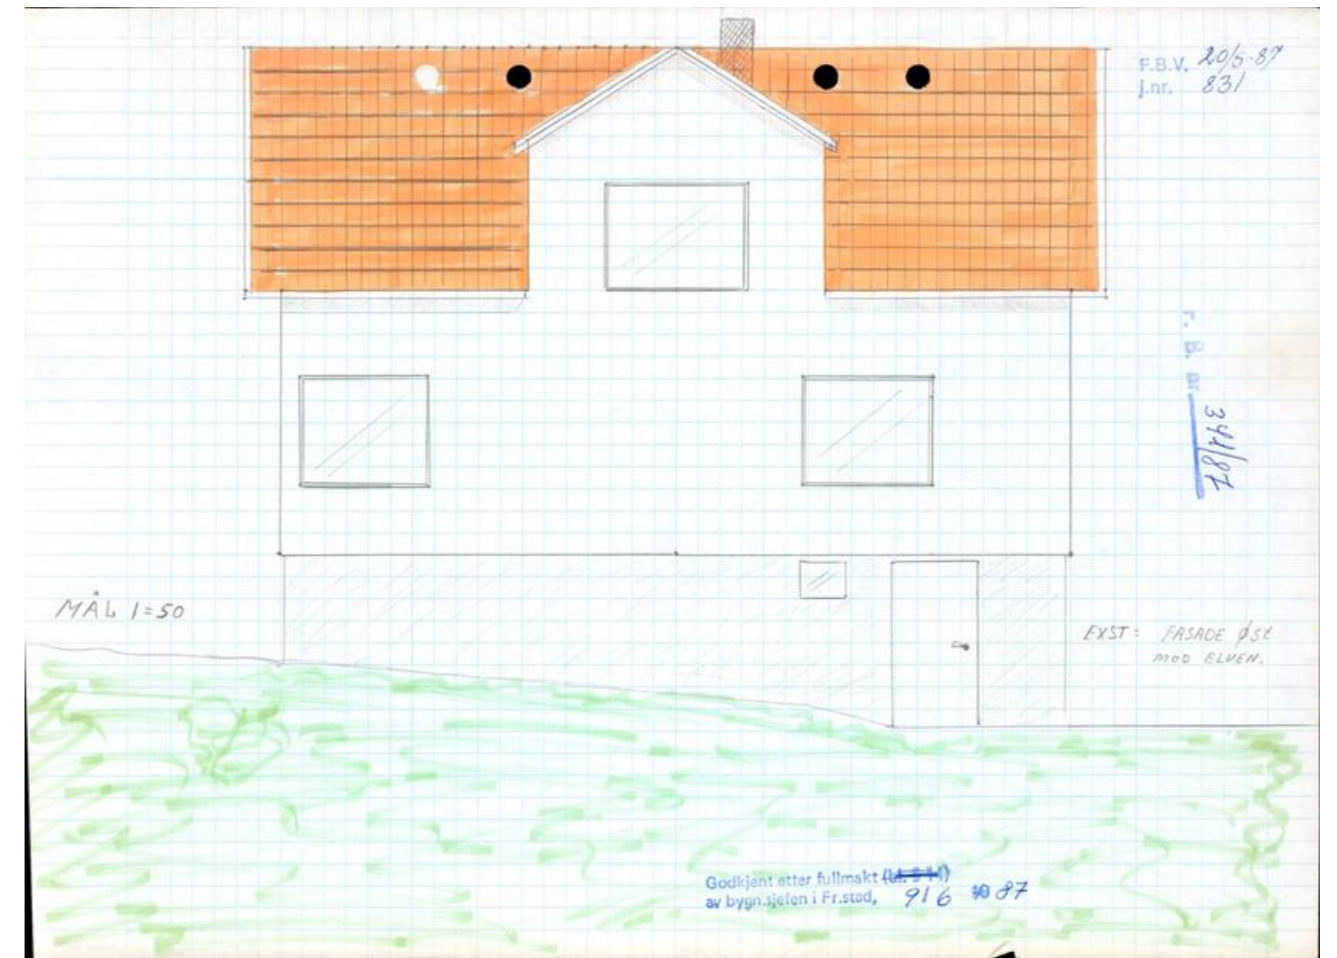 F.B.V. 20/5-87
j.nr. 831
F. B. nr. 341/87
MÅL 1=50
EXST: FASADE ØST
MOD ELVEN.
Godkjent etter fullmakt
av bygn.sjefen i Fr.stad, 9/6 19 87